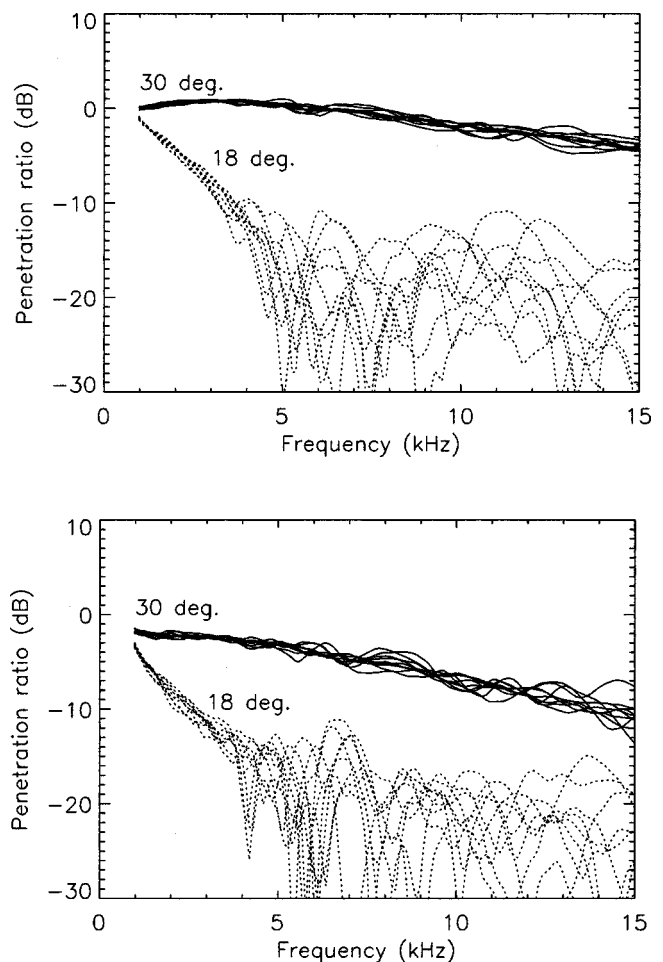 10
30 deg.
0
18 deg.
−10
−20
−30
0
5
10
15
Penetration ratio (dB)
Frequency (kHz)
10
0
30 deg.
18 deg.
−10
−20
−30
0
5
10
15
Penetration ratio (dB)
Frequency (kHz)